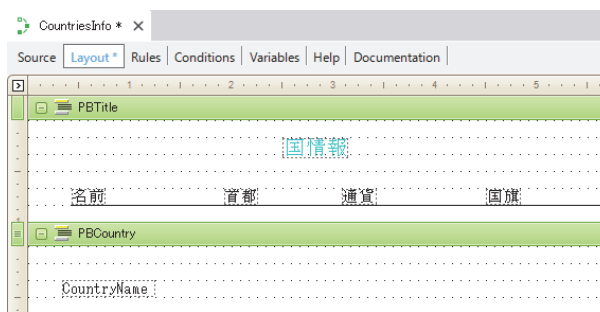 CountriesInfo *
Source Layout * Rules Conditions Variables Help Documentation
1 2 3 4 5
PBTitle
国情報
名前 首都 通貨 国旗
PBCountry
CountryName